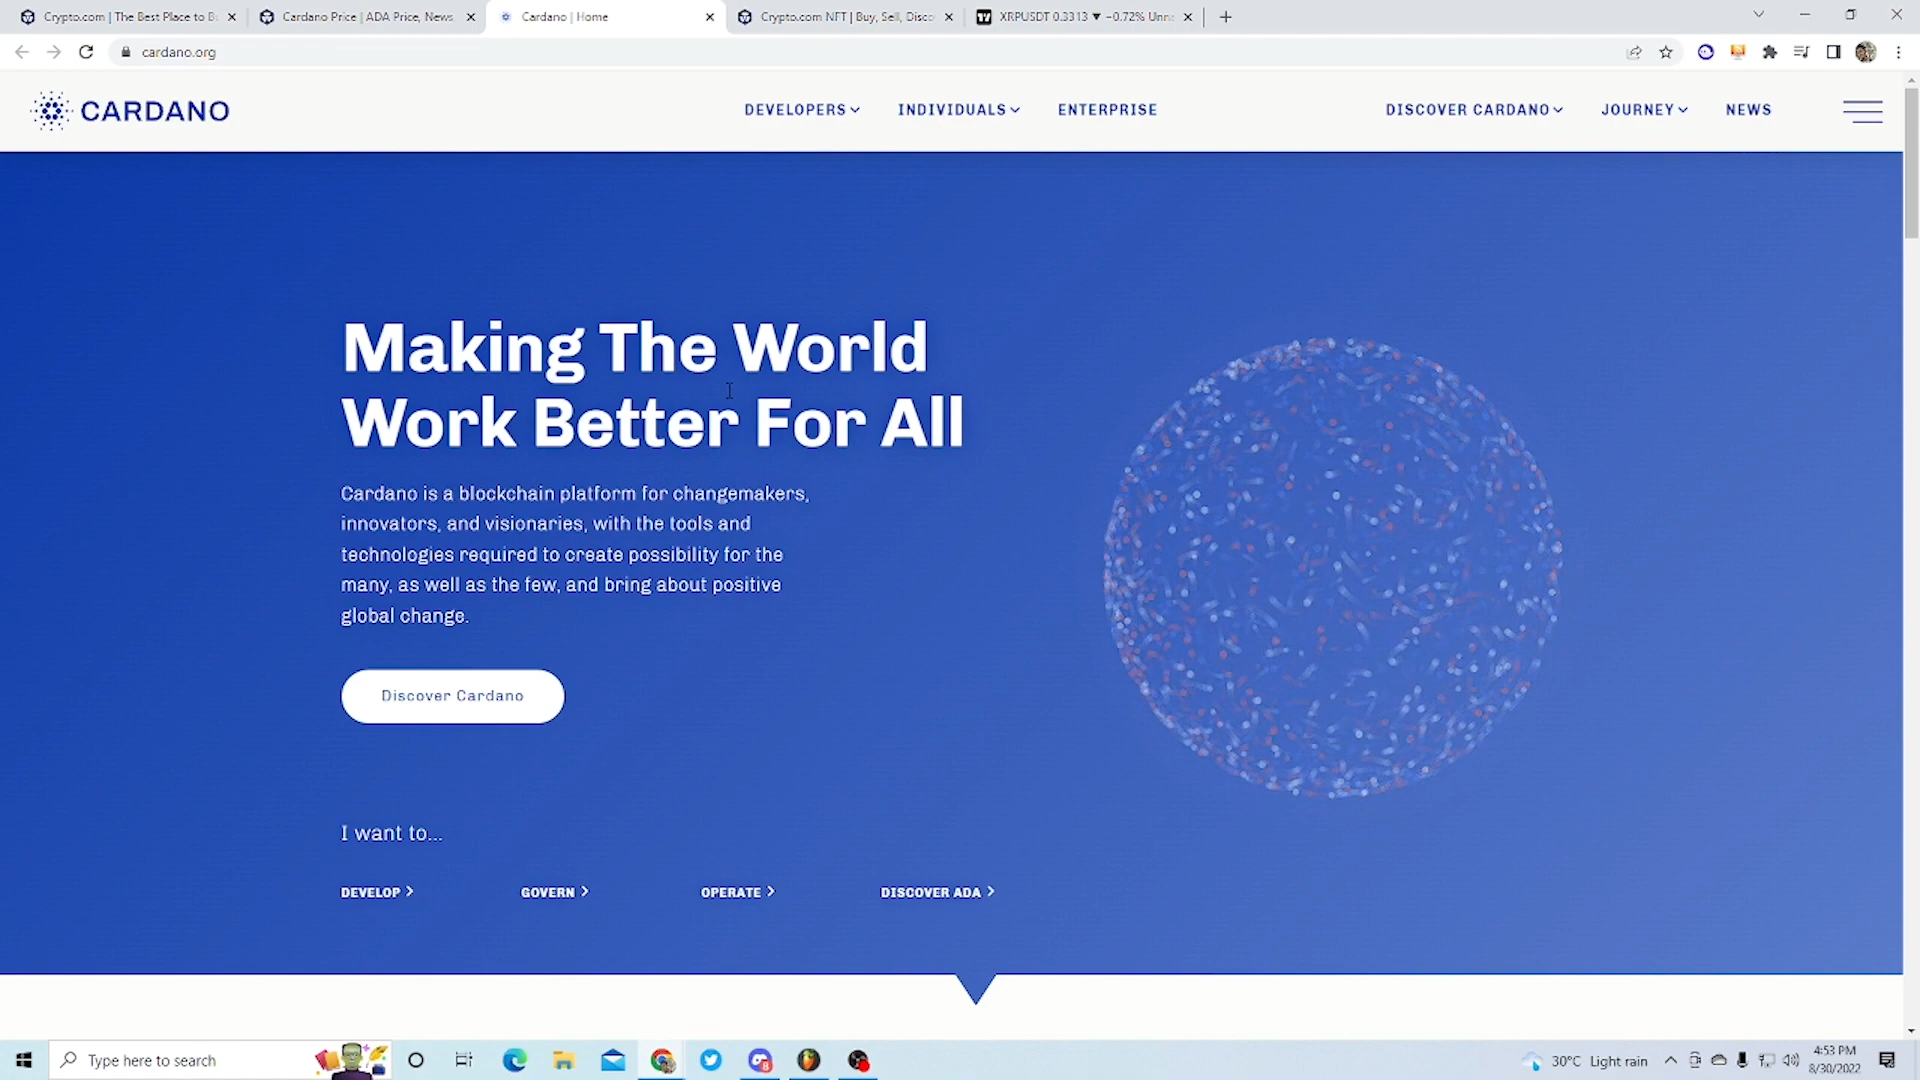 Crypto.com | The Best Place to B
Cardano Price | ADA Price, News,
Cardano | Home
Crypto.com NFT | Buy, Sell, Disco
XRPUSDT 0.3313 ▼ −0.72% Unn
cardano.org
CARDANO
DEVELOPERS
INDIVIDUALS
ENTERPRISE
DISCOVER CARDANO
JOURNEY
NEWS
Making The World
Work Better For All
Cardano is a blockchain platform for changemakers,
innovators, and visionaries, with the tools and
technologies required to create possibility for the
many, as well as the few, and bring about positive
global change.
Discover Cardano
I want to...
DEVELOP >
GOVERN >
OPERATE >
DISCOVER ADA >
Type here to search
8
30°C Light rain
4:53 PM
8/30/2022